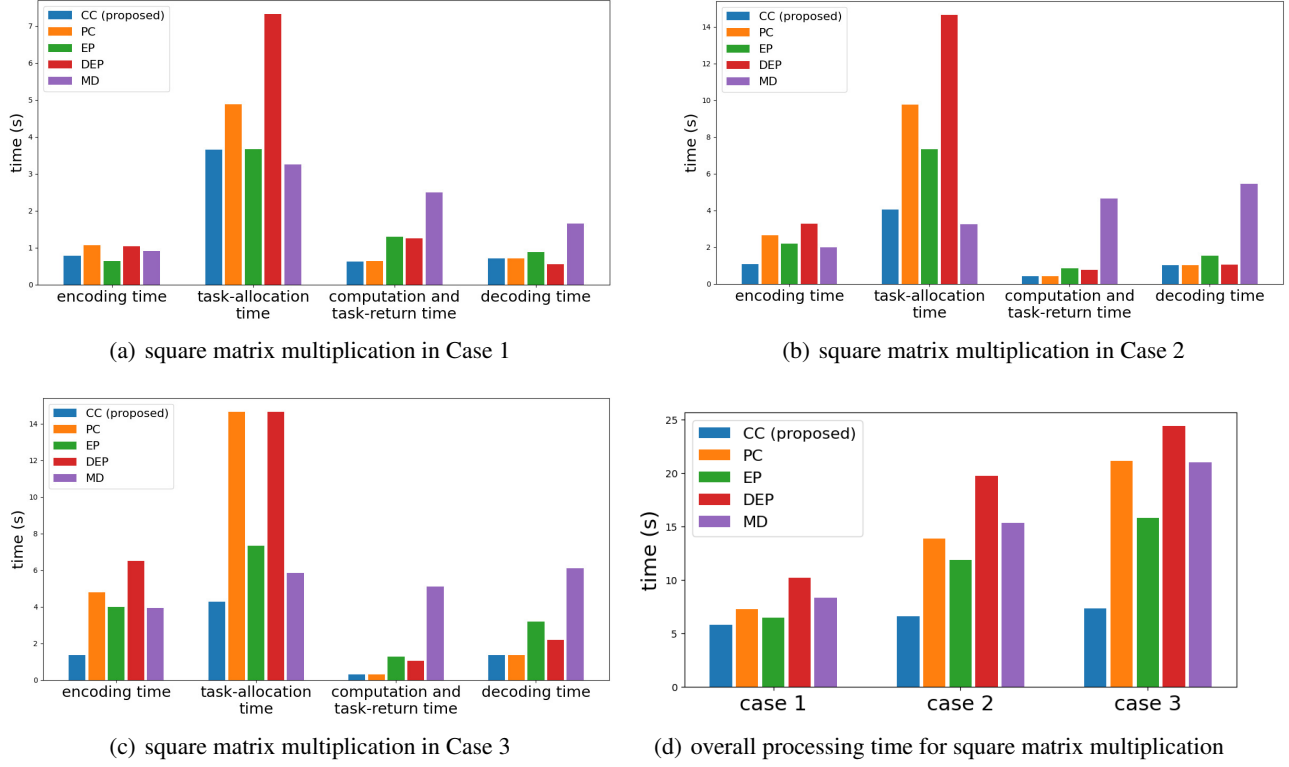 CC (proposed)
PC
EP
DEP
MD
time (s)
7
6
5
4
3
2
1
0
encoding time
task-allocation
time
computation and
task-return time
decoding time
(a) square matrix multiplication in Case 1
CC (proposed)
PC
EP
DEP
MD
time (s)
14
12
10
8
6
4
2
0
encoding time
task-allocation
time
computation and
task-return time
decoding time
(b) square matrix multiplication in Case 2
CC (proposed)
PC
EP
DEP
MD
time (s)
14
12
10
8
6
4
2
0
encoding time
task-allocation
time
computation and
task-return time
decoding time
(c) square matrix multiplication in Case 3
CC (proposed)
PC
EP
DEP
MD
time (s)
25
20
15
10
5
0
case 1
case 2
case 3
(d) overall processing time for square matrix multiplication